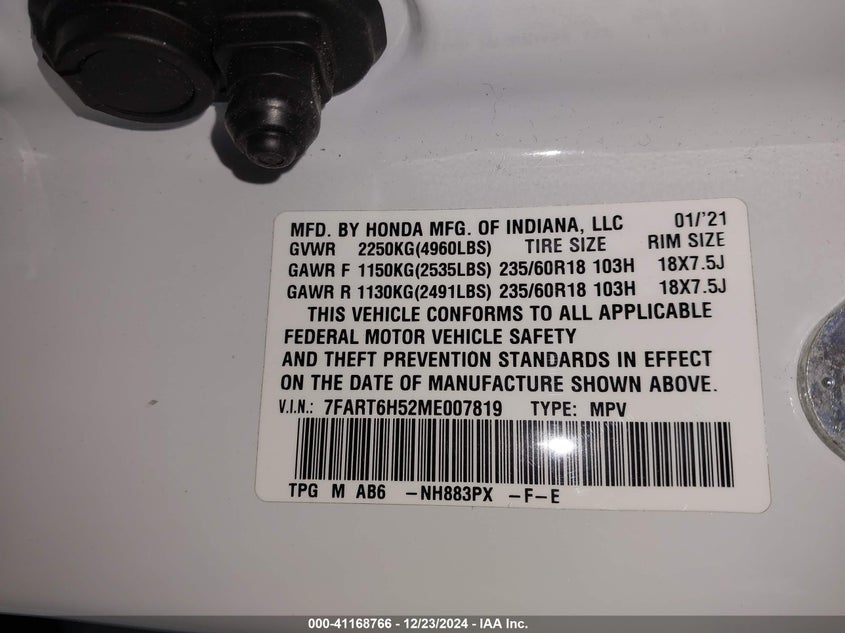 MFD. BY HONDA MFG. OF INDIANA, LLC 01/'21
GVWR 2250KG(4960LBS) TIRE SIZE RIM SIZE
GAWR F 1150KG(2535LBS) 235/60R18 103H 18X7.5J
GAWR R 1130KG(2491LBS) 235/60R18 103H 18X7.5J
THIS VEHICLE CONFORMS TO ALL APPLICABLE
FEDERAL MOTOR VEHICLE SAFETY
AND THEFT PREVENTION STANDARDS IN EFFECT
ON THE DATE OF MANUFACTURE SHOWN ABOVE.
V.I.N.: 7FART6H52ME007819 TYPE: MPV
TPG M AB6 -NH883PX -F-E
000-41168766 - 12/23/2024 - IAA Inc.